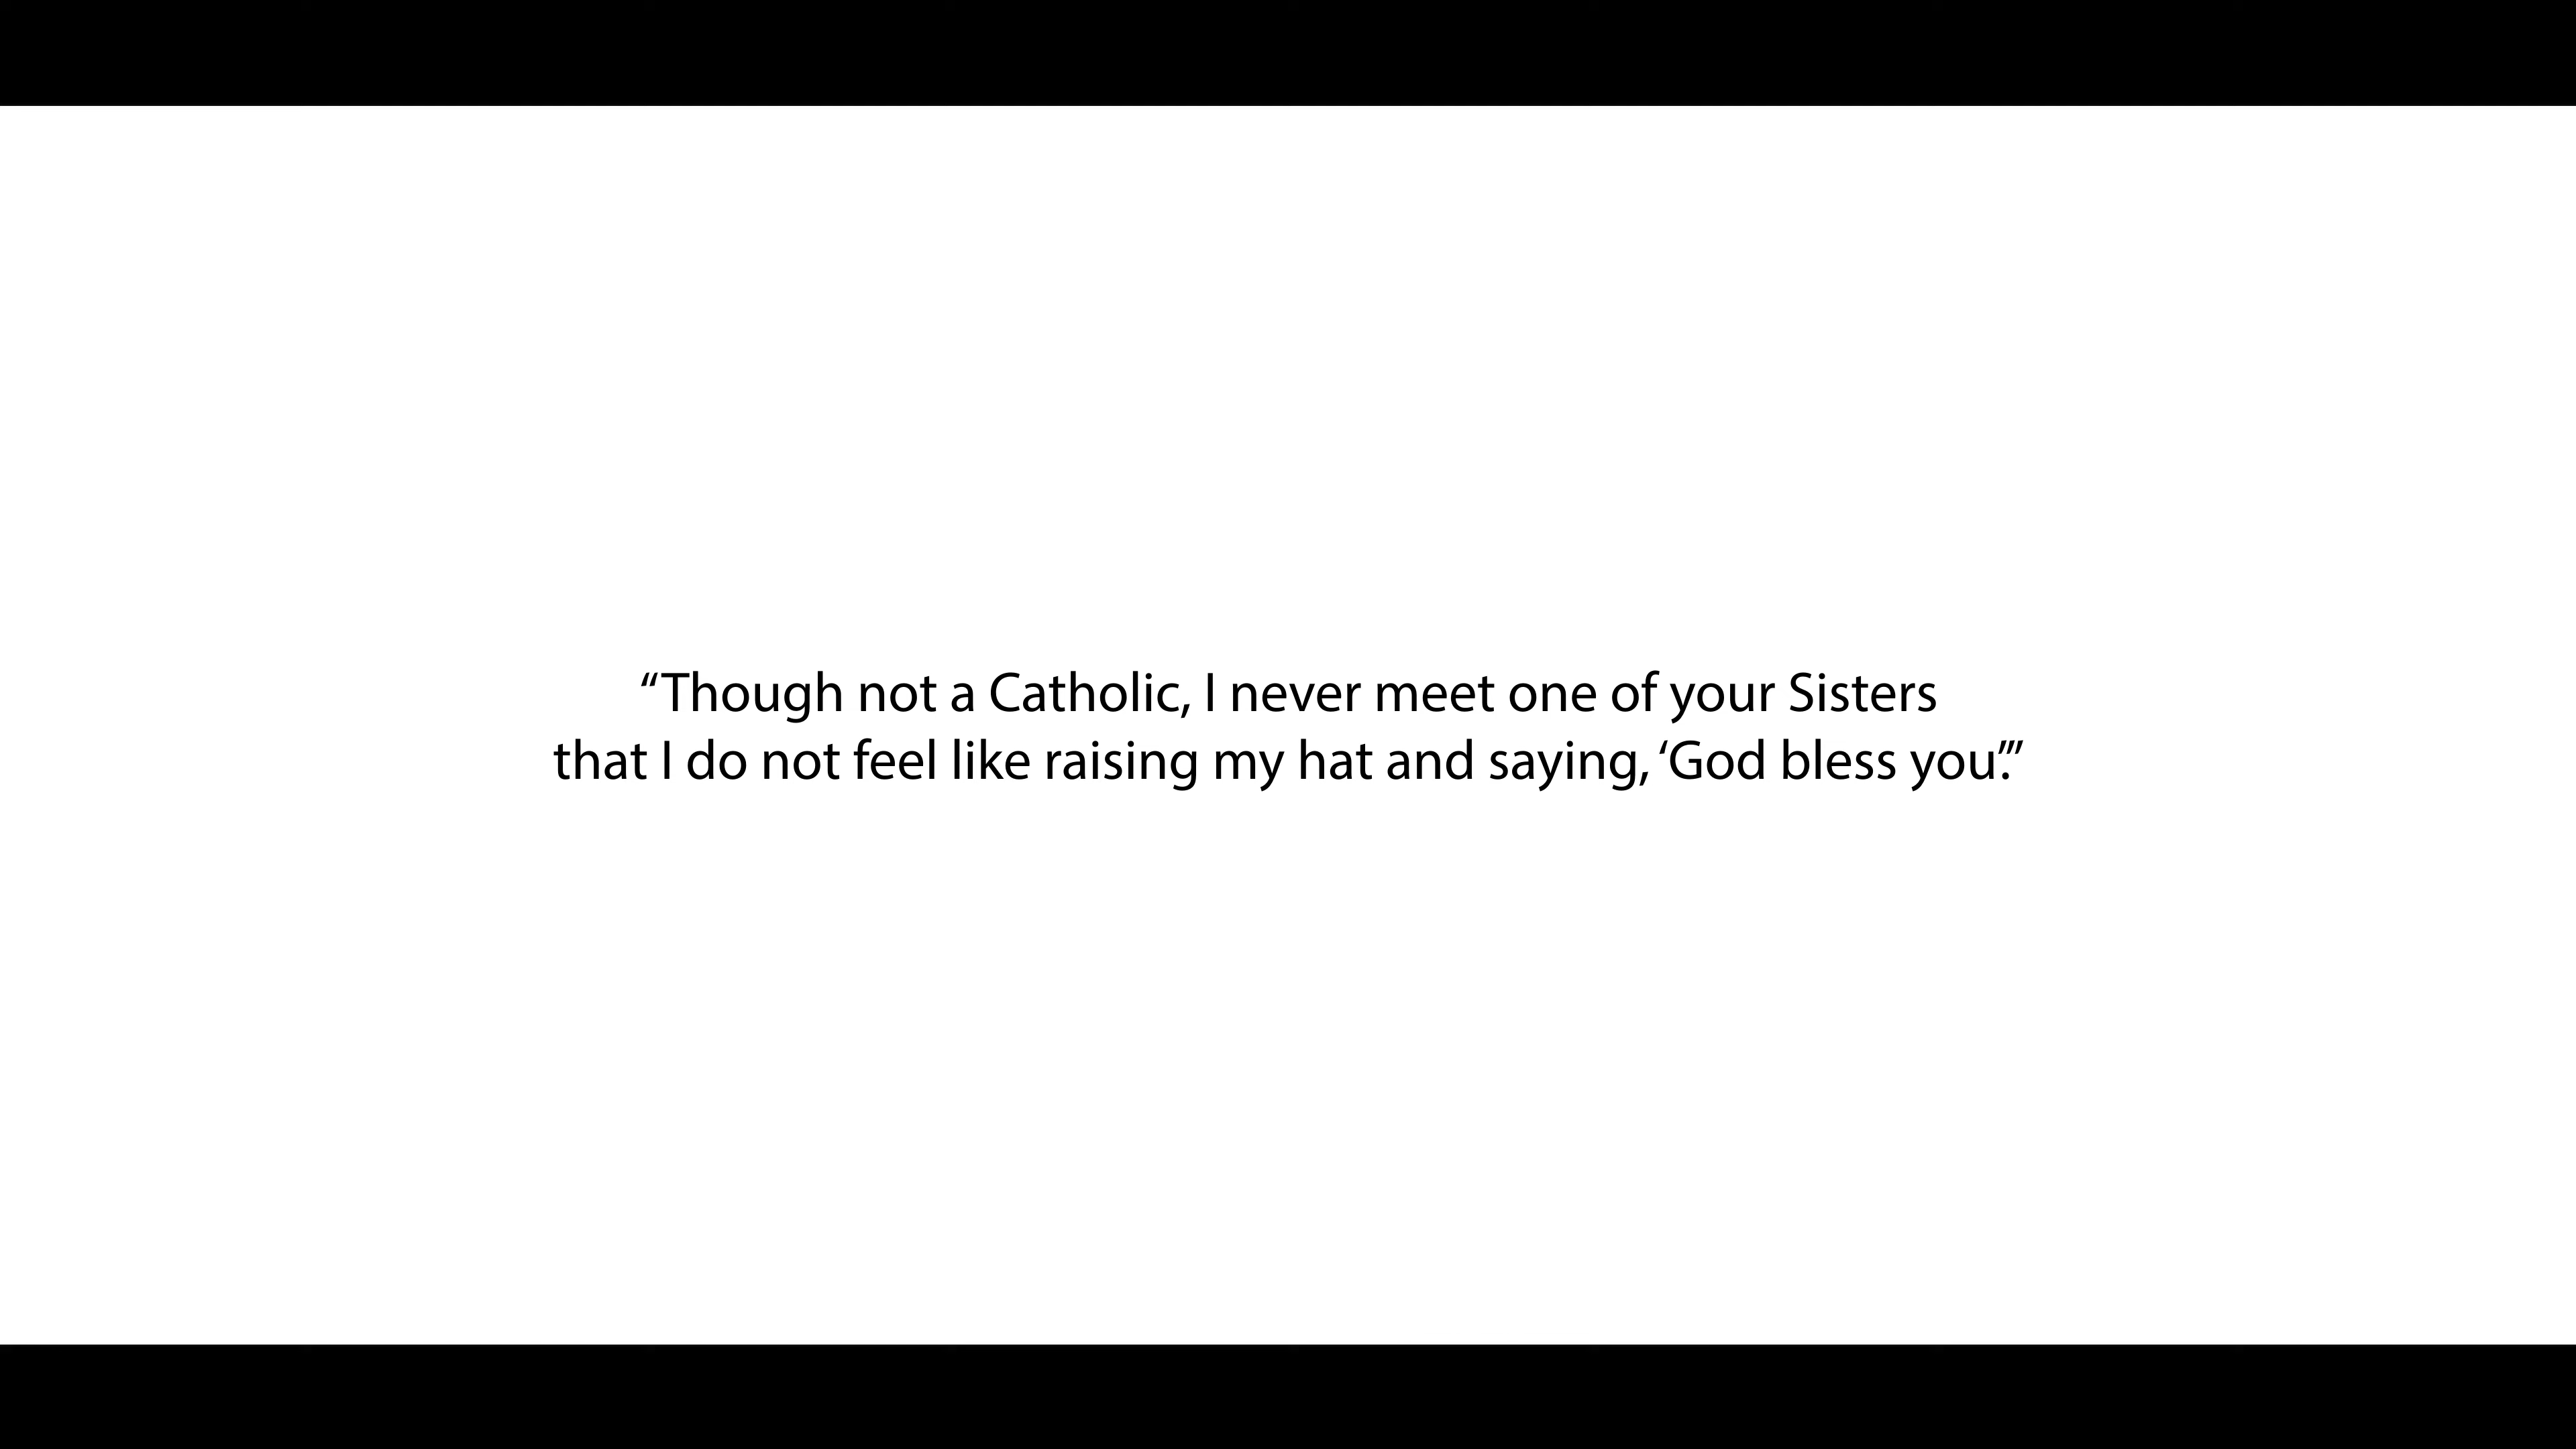 “Though not a Catholic, I never meet one of your Sisters
that I do not feel like raising my hat and saying, ‘God bless you’.”